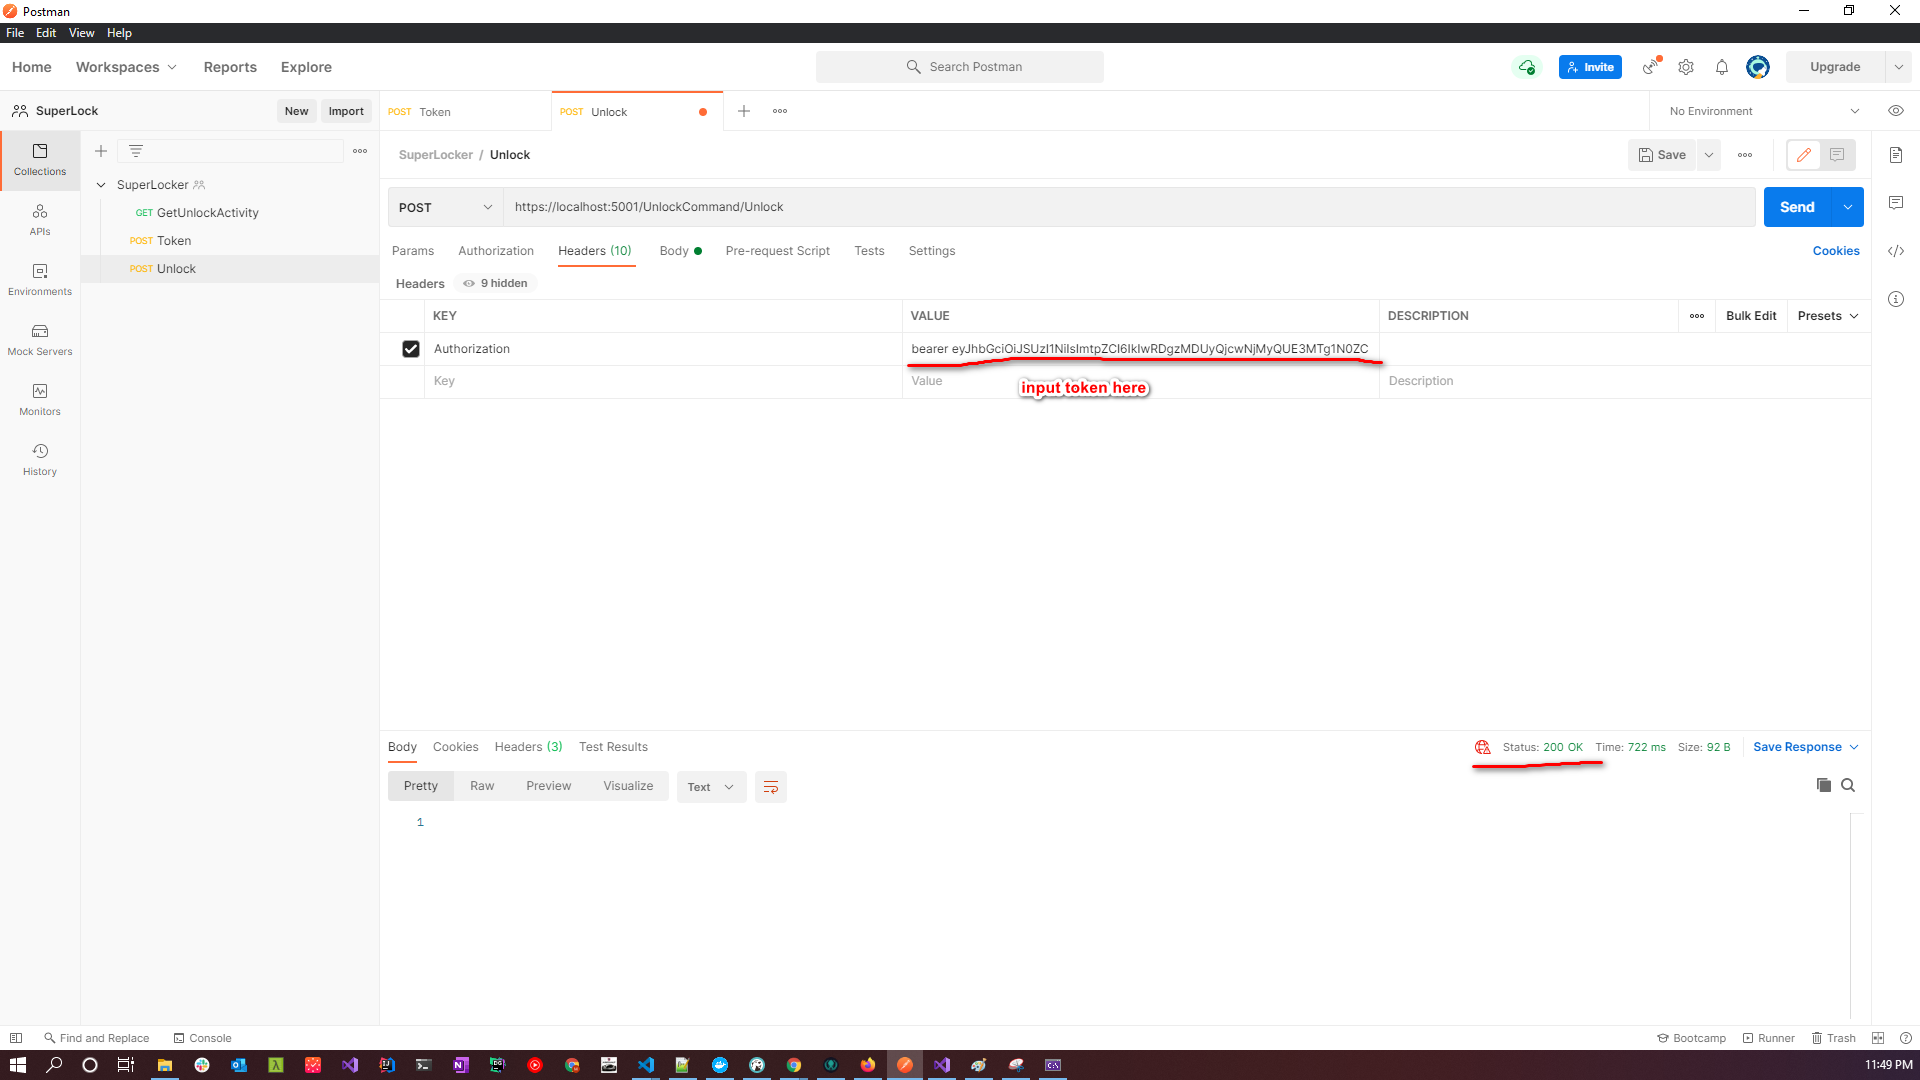 Postman
File Edit View Help
Home Workspaces Reports Explore Search Postman Invite Upgrade
SuperLock New Import POST Token POST Unlock No Environment
SuperLocker / Unlock Save
Collections
SuperLocker
GET GetUnlockActivity
POST Token
POST Unlock
APIs
Environments
Mock Servers
Monitors
History
POST https://localhost:5001/UnlockCommand/Unlock Send
Params Authorization Headers (10) Body Pre-request Script Tests Settings Cookies
Headers 9 hidden
KEY VALUE DESCRIPTION Bulk Edit Presets
Authorization bearer eyJhbGciOiJSUzI1NiIsImtpZCI6IkIwRDgzMDUyQjcwNjMyQUE3MTg1N0ZC
Key Value Description
input token here
Body Cookies Headers (3) Test Results Status: 200 OK Time: 722 ms Size: 92 B Save Response
Pretty Raw Preview Visualize Text
1
Find and Replace Console Bootcamp Runner Trash
11:49 PM